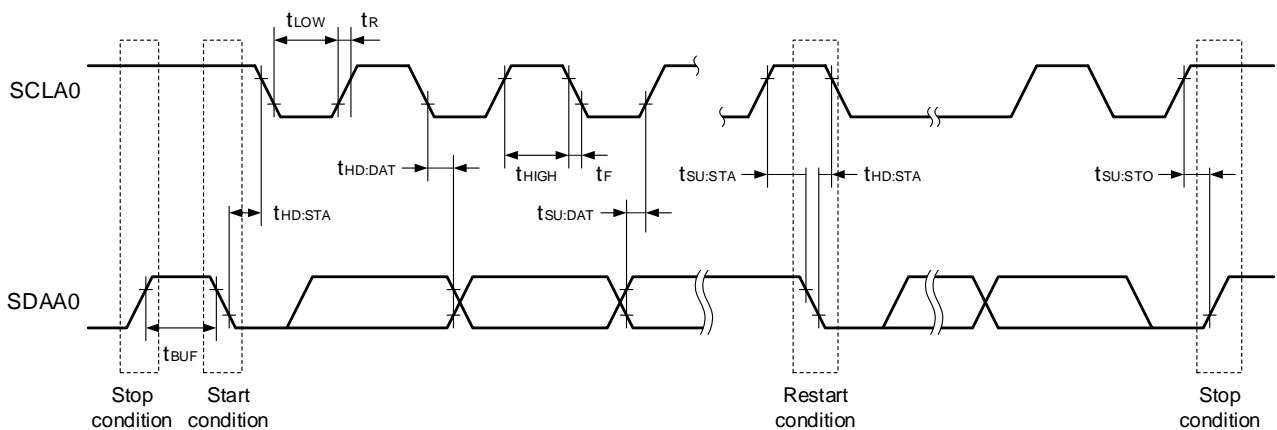 tLOW
tR
SCLA0
tHD:DAT
tHIGH
tF
tSU:STA
tHD:STA
tSU:STO
tHD:STA
tSU:DAT
SDAA0
tBUF
Stop
condition
Start
condition
Restart
condition
Stop
condition